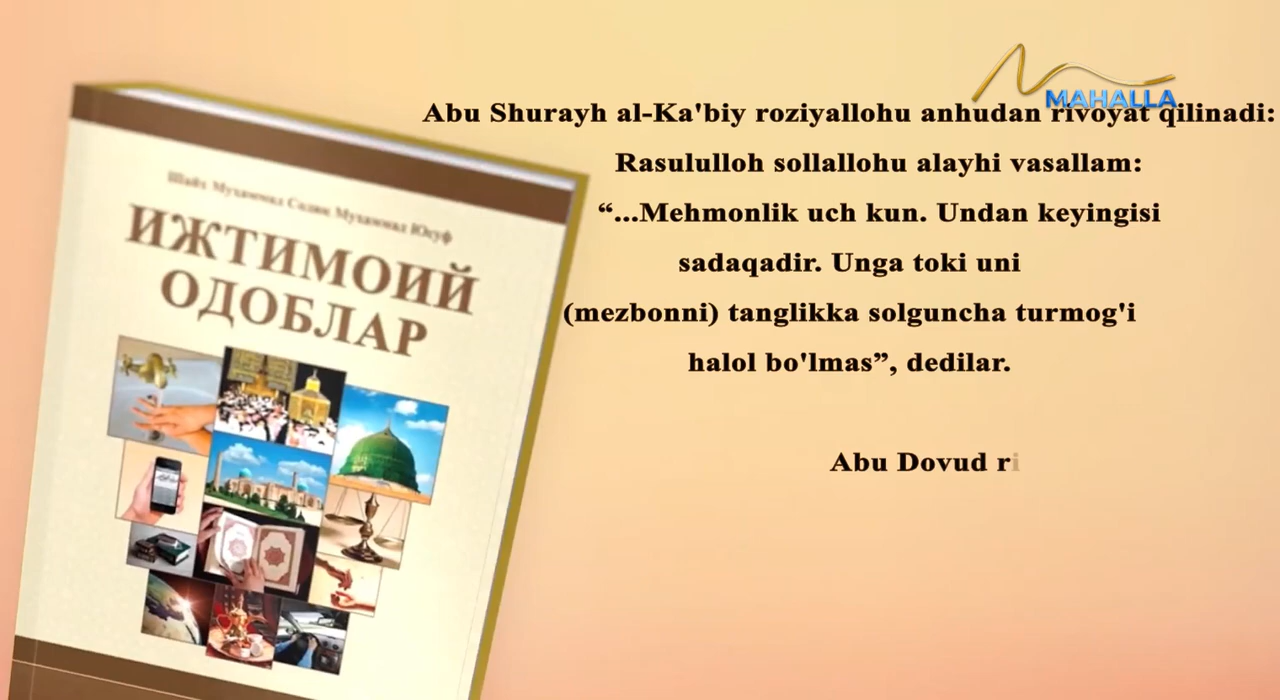 MAHALLA
Abu Shurayh al-Ka'biy roziyallohu anhudan rivoyat qilinadi:
Rasululloh sollallohu alayhi vasallam:
“...Mehmonlik uch kun. Undan keyingisi
sadaqadir. Unga toki uni
(mezbonni) tanglikka solguncha turmog'i
halol bo'lmas”, dedilar.
Abu Dovud ri
Шайх Муҳаммад Содиқ Муҳаммад Юсуф
ИЖТИМОИЙ
ОДОБЛАР